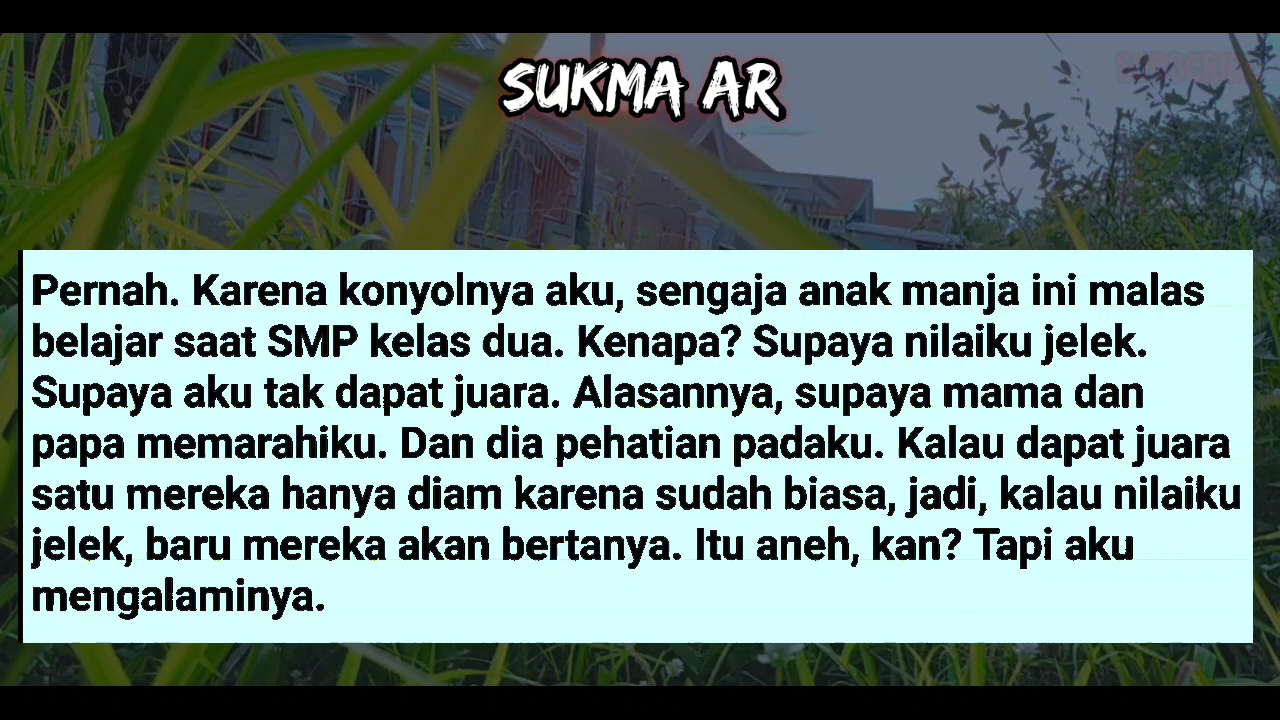 SUKMA AR
Pernah. Karena konyolnya aku, sengaja anak manja ini malas
belajar saat SMP kelas dua. Kenapa? Supaya nilaiku jelek.
Supaya aku tak dapat juara. Alasannya, supaya mama dan
papa memarahiku. Dan dia pehatian padaku. Kalau dapat juara
satu mereka hanya diam karena sudah biasa, jadi, kalau nilaiku
jelek, baru mereka akan bertanya. Itu aneh, kan? Tapi aku
mengalaminya.